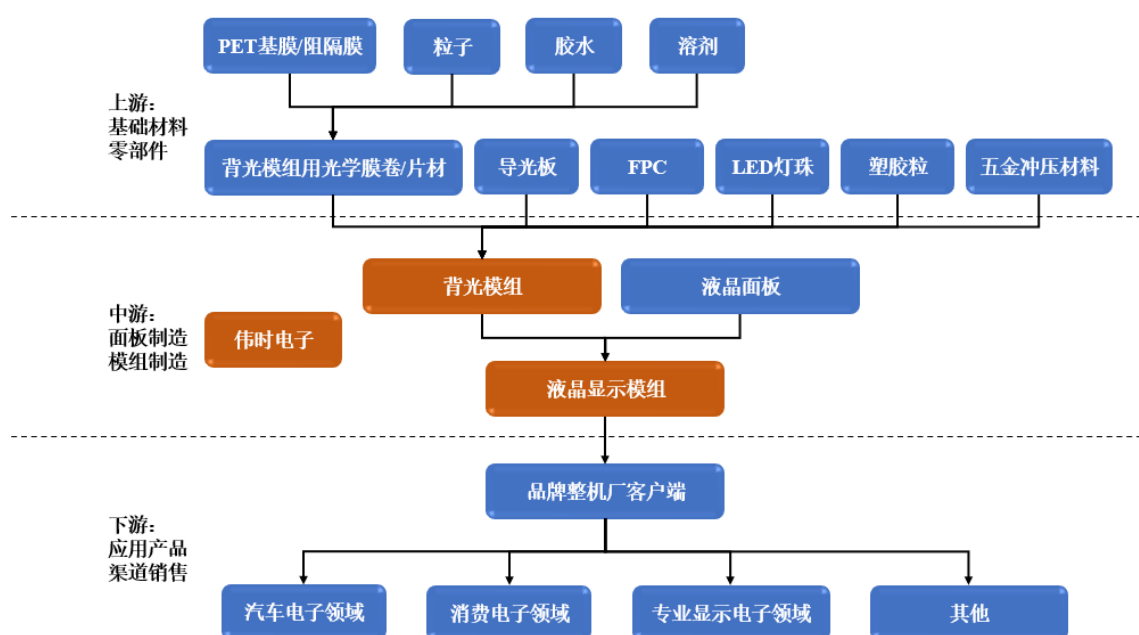 PET基膜/阻隔膜
粒子
胶水
溶剂
上游：
基础材料
零部件
背光模组用光学膜卷/片材
导光板
FPC
LED灯珠
塑胶粒
五金冲压材料
背光模组
液晶面板
中游：
面板制造
模组制造
伟时电子
液晶显示模组
品牌整机厂客户端
下游：
应用产品
渠道销售
汽车电子领域
消费电子领域
专业显示电子领域
其他